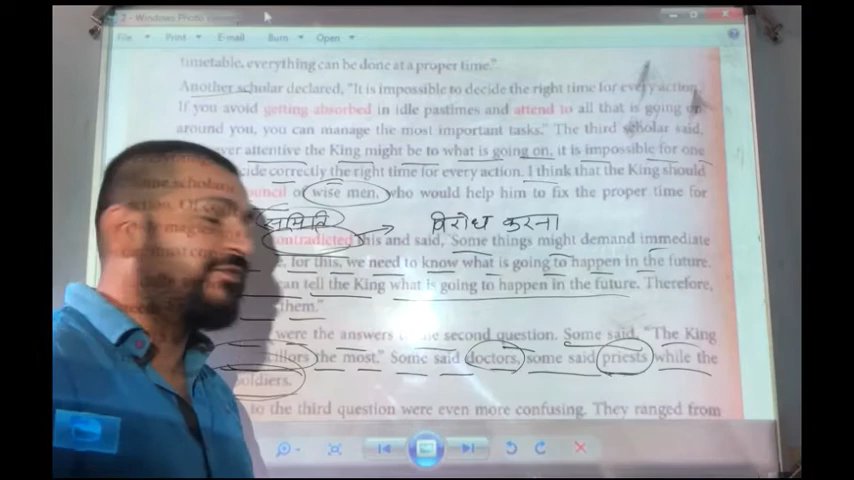 2 - Windows Photo
File Print E-mail Burn Open
timetable, everything can be done at a proper time."
Another scholar declared, "It is impossible to decide the right time for every action.
If you avoid getting absorbed in idle pastimes and attend to all that is going on
around you, you can manage the most important tasks." The third scholar said,
attentive the King might be to what is going on, it is impossible for one
cide correctly the right time for every action. I think that the King should
ouncil of wise men, who would help him to fix the proper time for
समिति विरोध करना
ontradicted this and said, 'Some things might demand immediate
, for this, we need to know what is going to happen in the future.
can tell the King what is going to happen in the future. Therefore,
them."
were the answers to the second question. Some said, "The King
illors the most." Some said doctors, some said priests while the
oldiers.
to the third question were even more confusing. They ranged from